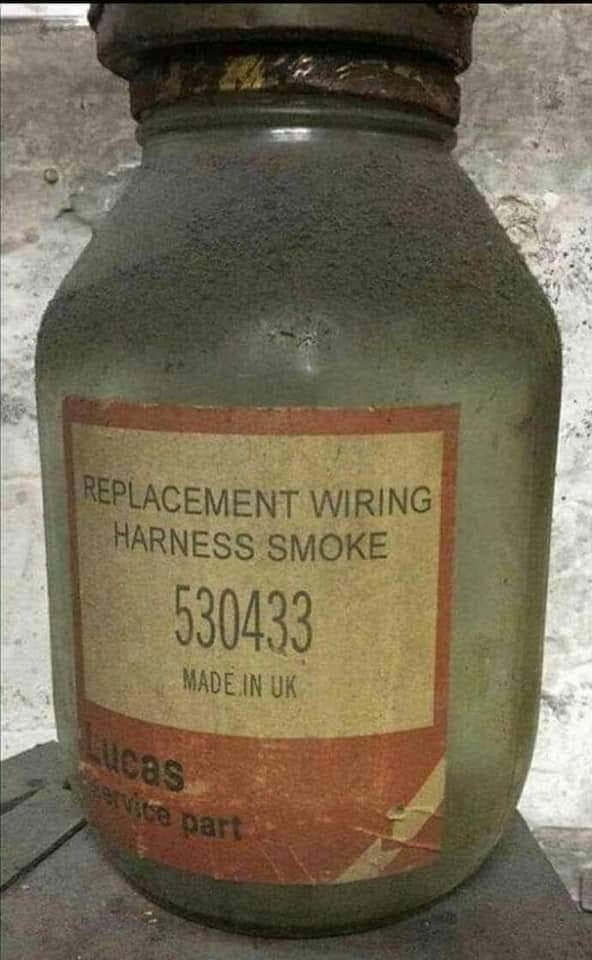 REPLACEMENT WIRING
HARNESS SMOKE
530433
MADE IN UK
Lucas
service part